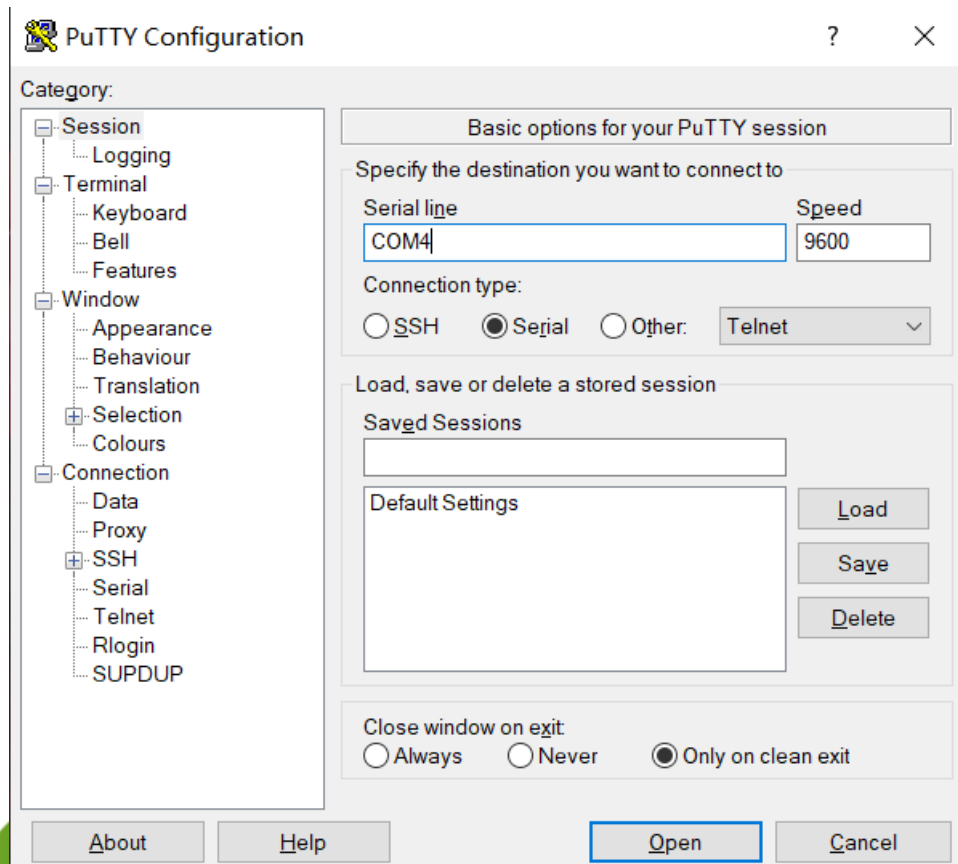 PuTTY Configuration
?
Category:
Session
Logging
Terminal
Keyboard
Bell
Features
Window
Appearance
Behaviour
Translation
Selection
Colours
Connection
Data
Proxy
SSH
Serial
Telnet
Rlogin
SUPDUP
Basic options for your PuTTY session
Specify the destination you want to connect to
Serial line Speed
COM4 9600
Connection type:
SSH Serial Other: Telnet
Load, save or delete a stored session
Saved Sessions
Default Settings
Load
Save
Delete
Close window on exit:
Always Never Only on clean exit
About Help Open Cancel